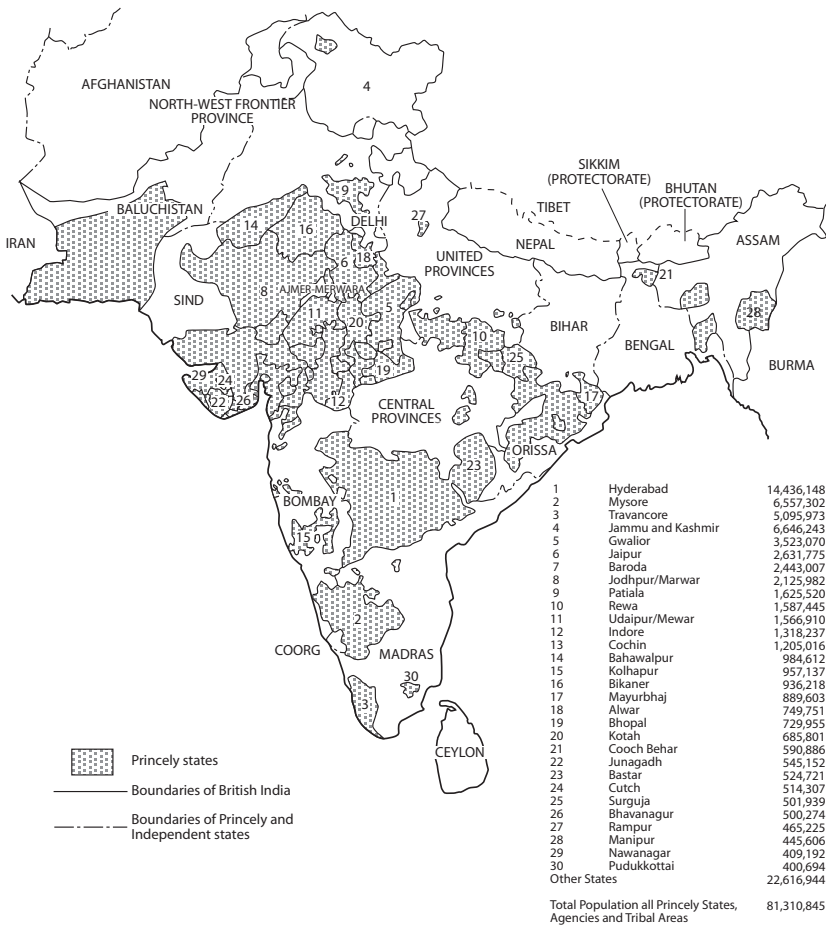 4
AFGHANISTAN
NORTH-WEST FRONTIER
PROVINCE
SIKKIM
(PROTECTORATE)
BHUTAN
(PROTECTORATE)
9
27
DELHI
TIBET
BALUCHISTAN
14
16
IRAN
NEPAL
ASSAM
UNITED
PROVINCES
6
18
21
SIND
8
AJMER-MERWARA
11
5
20
10
28
BIHAR
BENGAL
25
BURMA
29
24
19
22
26
12
17
CENTRAL
PROVINCES
ORISSA
23
1
BOMBAY
15
0
2
COORG
MADRAS
30
3
CEYLON
1 Hyderabad 14,436,148
2 Mysore 6,557,302
3 Travancore 5,095,973
4 Jammu and Kashmir 6,646,243
5 Gwalior 3,523,070
6 Jaipur 2,631,775
7 Baroda 2,443,007
8 Jodhpur/Marwar 2,125,982
9 Patiala 1,625,520
10 Rewa 1,587,445
11 Udaipur/Mewar 1,566,910
12 Indore 1,318,237
13 Cochin 1,205,016
14 Bahawalpur 984,612
15 Kolhapur 957,137
16 Bikaner 936,218
17 Mayurbhaj 889,603
18 Alwar 749,751
19 Bhopal 729,955
20 Kotah 685,801
21 Cooch Behar 590,886
22 Junagadh 545,152
23 Bastar 524,721
24 Cutch 514,307
25 Surguja 501,939
26 Bhavanagur 500,274
27 Rampur 465,225
28 Manipur 445,606
29 Nawanagar 409,192
30 Pudukkottai 400,694
Other States 22,616,944
Total Population all Princely States, 81,310,845
Agencies and Tribal Areas
Princely states
Boundaries of British India
Boundaries of Princely and
Independent states